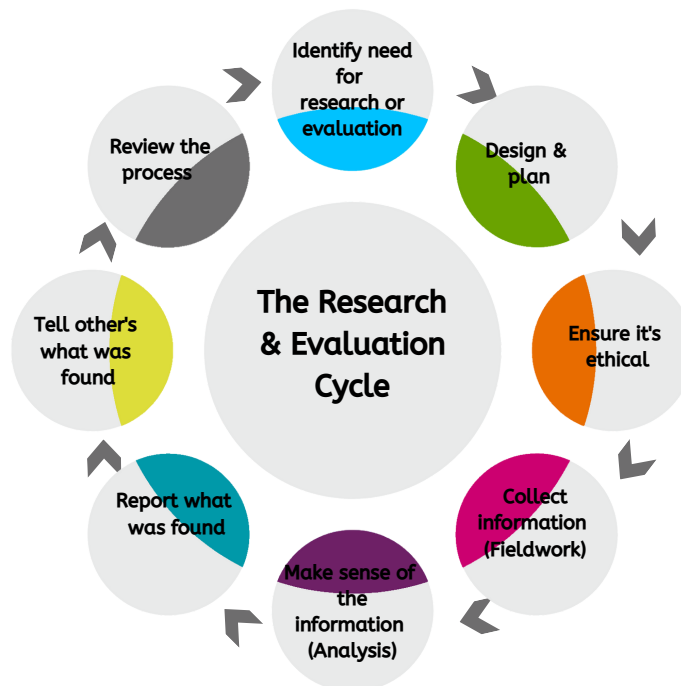 Identify need
for
research or
evaluation
Design &
plan
Ensure it's
ethical
Collect
information
(Fieldwork)
Make sense of
the
information
(Analysis)
Report what
was found
Tell other's
what was
found
Review the
process
The Research
& Evaluation
Cycle